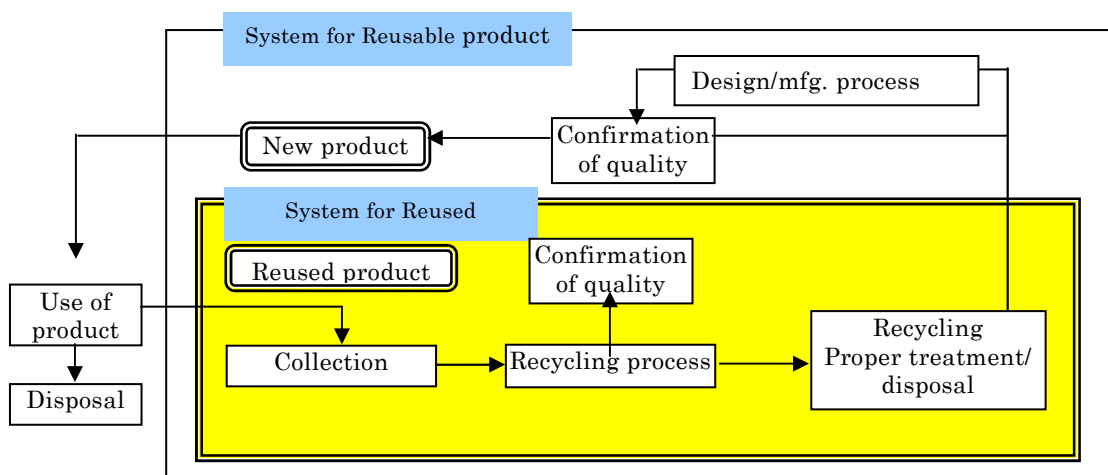 System for Reusable product
Design/mfg. process
New product
Confirmation
of quality
System for Reused
Reused product
Confirmation
of quality
Use of
product
Collection
Recycling process
Recycling
Proper treatment/
disposal
Disposal